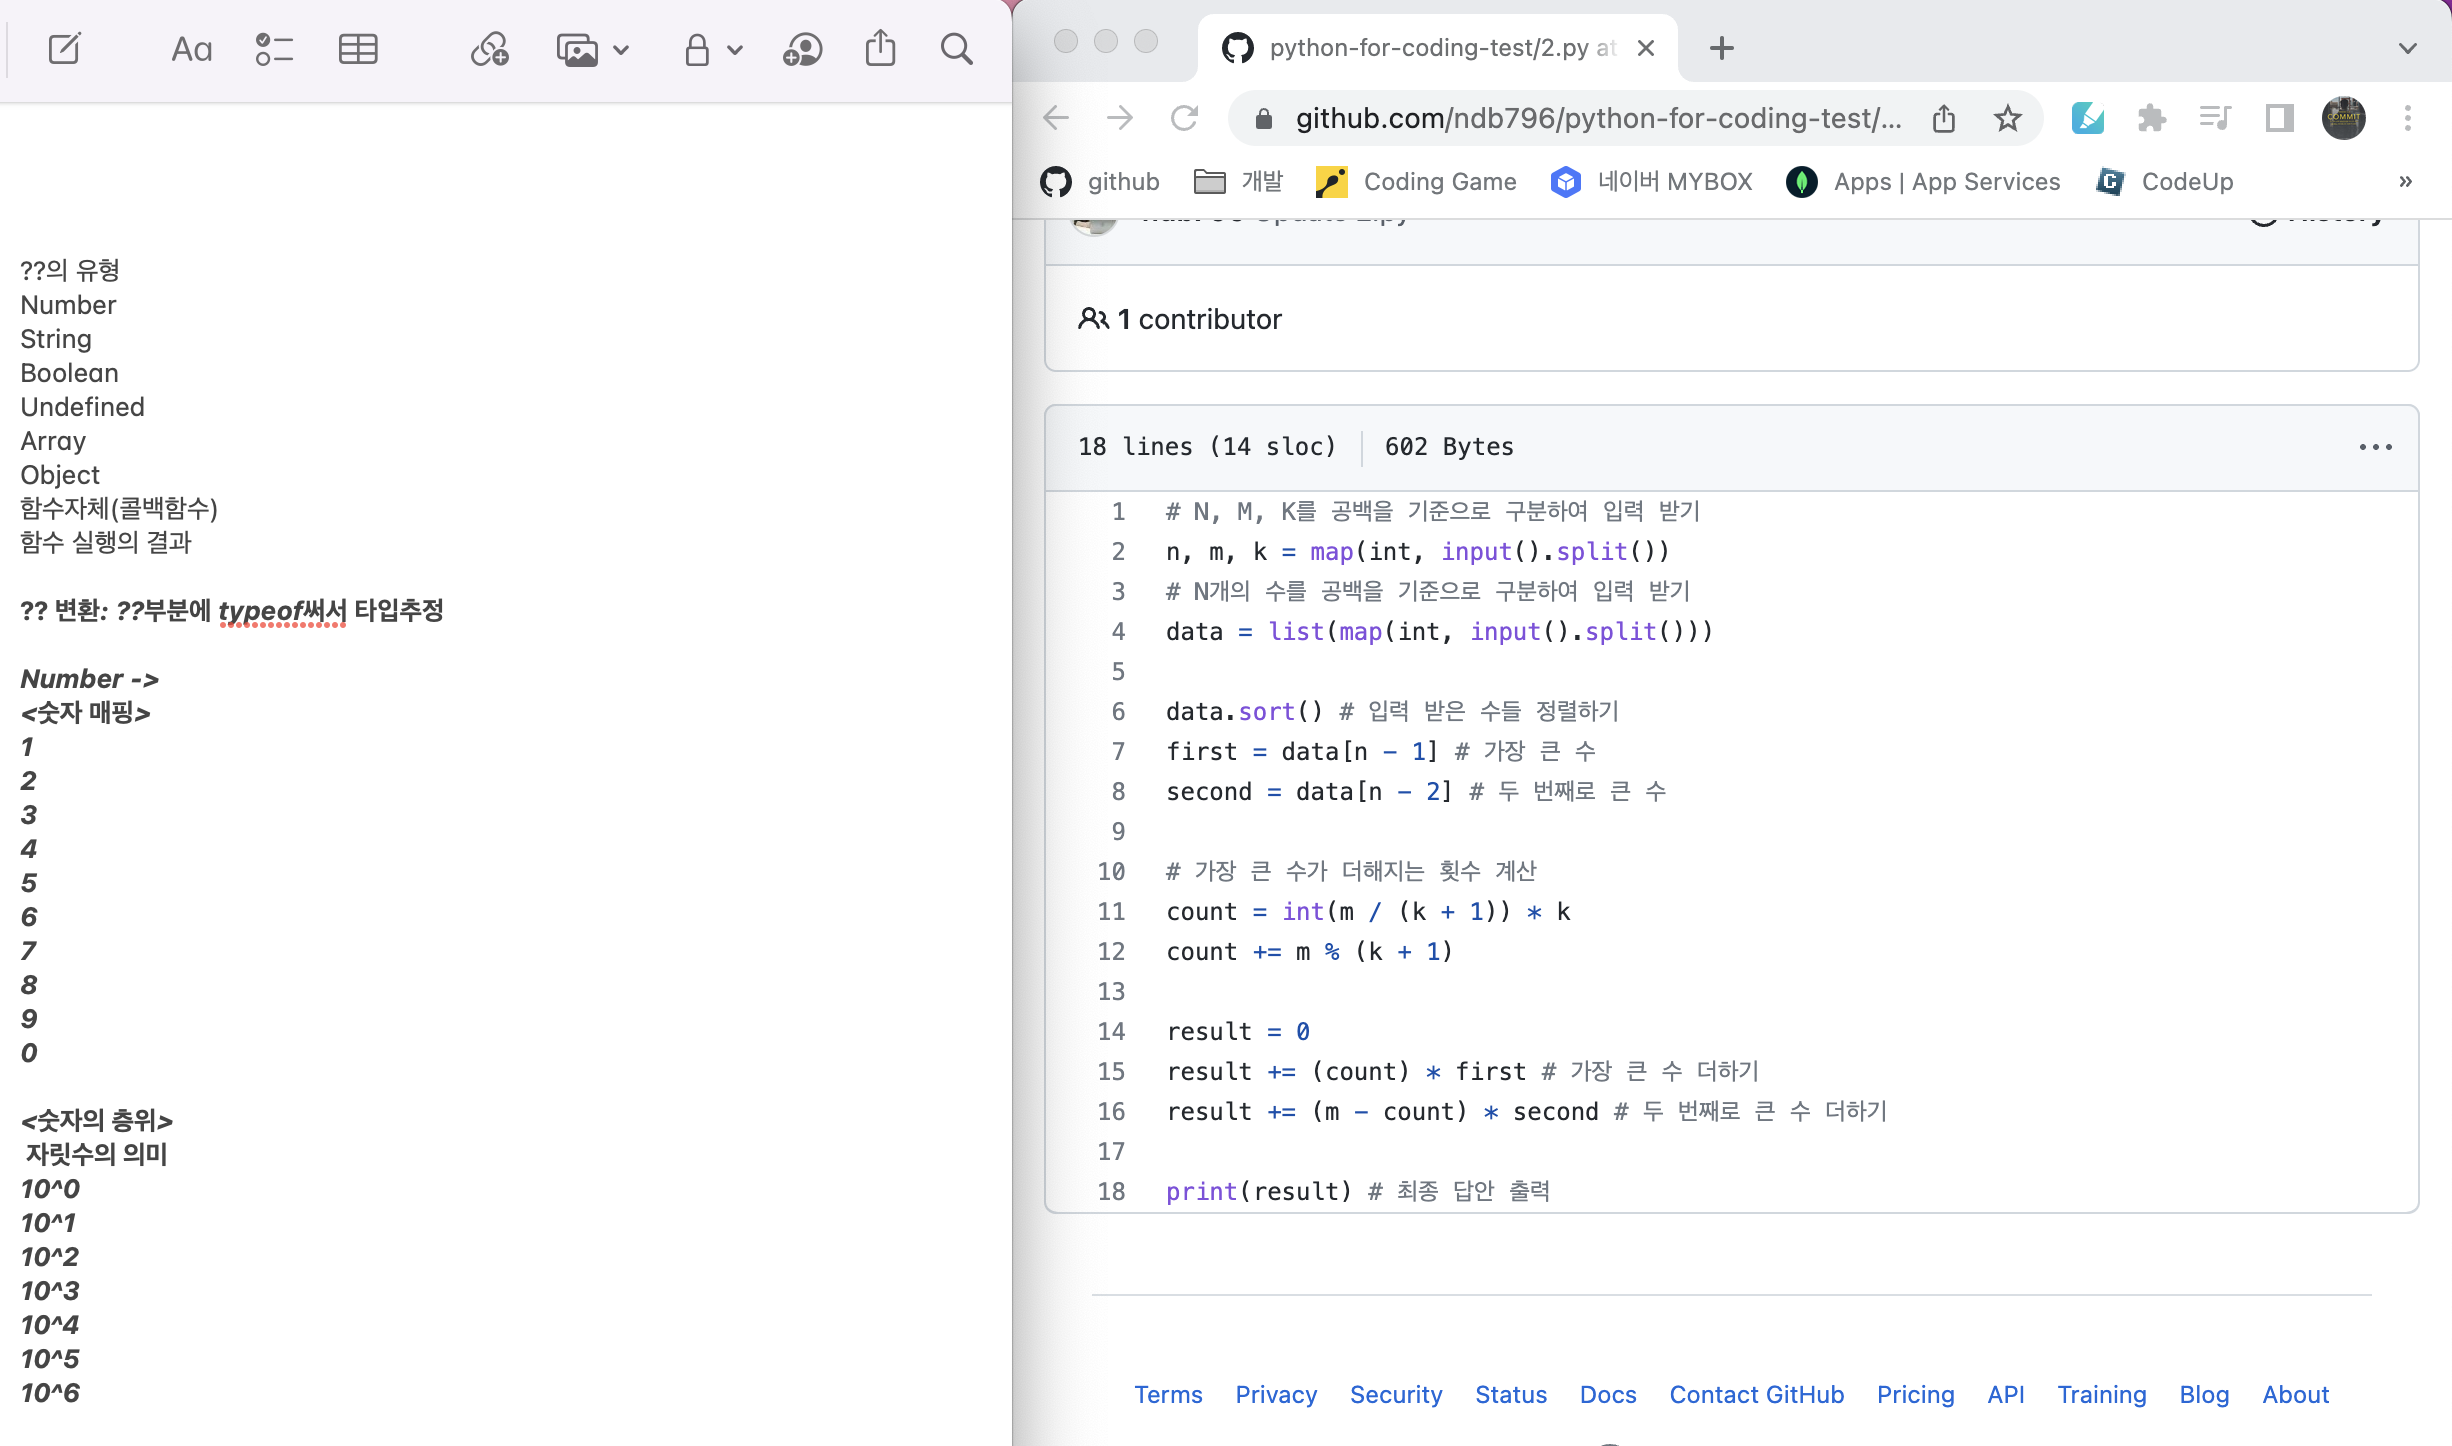 Aa
??의 유형
Number
String
Boolean
Undefined
Array
Object
함수자체(콜백함수)
함수 실행의 결과
?? 변환: ??부분에 typeof써서 타입추정
Number ->
<숫자 매핑>
1
2
3
4
5
6
7
8
9
0
<숫자의 층위>
자릿수의 의미
10^0
10^1
10^2
10^3
10^4
10^5
10^6
python-for-coding-test/2.py at
github.com/ndb796/python-for-coding-test/...
COMMIT
github 개발 Coding Game 네이버 MYBOX Apps | App Services CodeUp »
1 contributor
18 lines (14 sloc) 602 Bytes
1 # N, M, K를 공백을 기준으로 구분하여 입력 받기
2 n, m, k = map(int, input().split())
3 # N개의 수를 공백을 기준으로 구분하여 입력 받기
4 data = list(map(int, input().split()))
5
6 data.sort() # 입력 받은 수들 정렬하기
7 first = data[n - 1] # 가장 큰 수
8 second = data[n - 2] # 두 번째로 큰 수
9
10 # 가장 큰 수가 더해지는 횟수 계산
11 count = int(m / (k + 1)) * k
12 count += m % (k + 1)
13
14 result = 0
15 result += (count) * first # 가장 큰 수 더하기
16 result += (m - count) * second # 두 번째로 큰 수 더하기
17
18 print(result) # 최종 답안 출력
Terms Privacy Security Status Docs Contact GitHub Pricing API Training Blog About